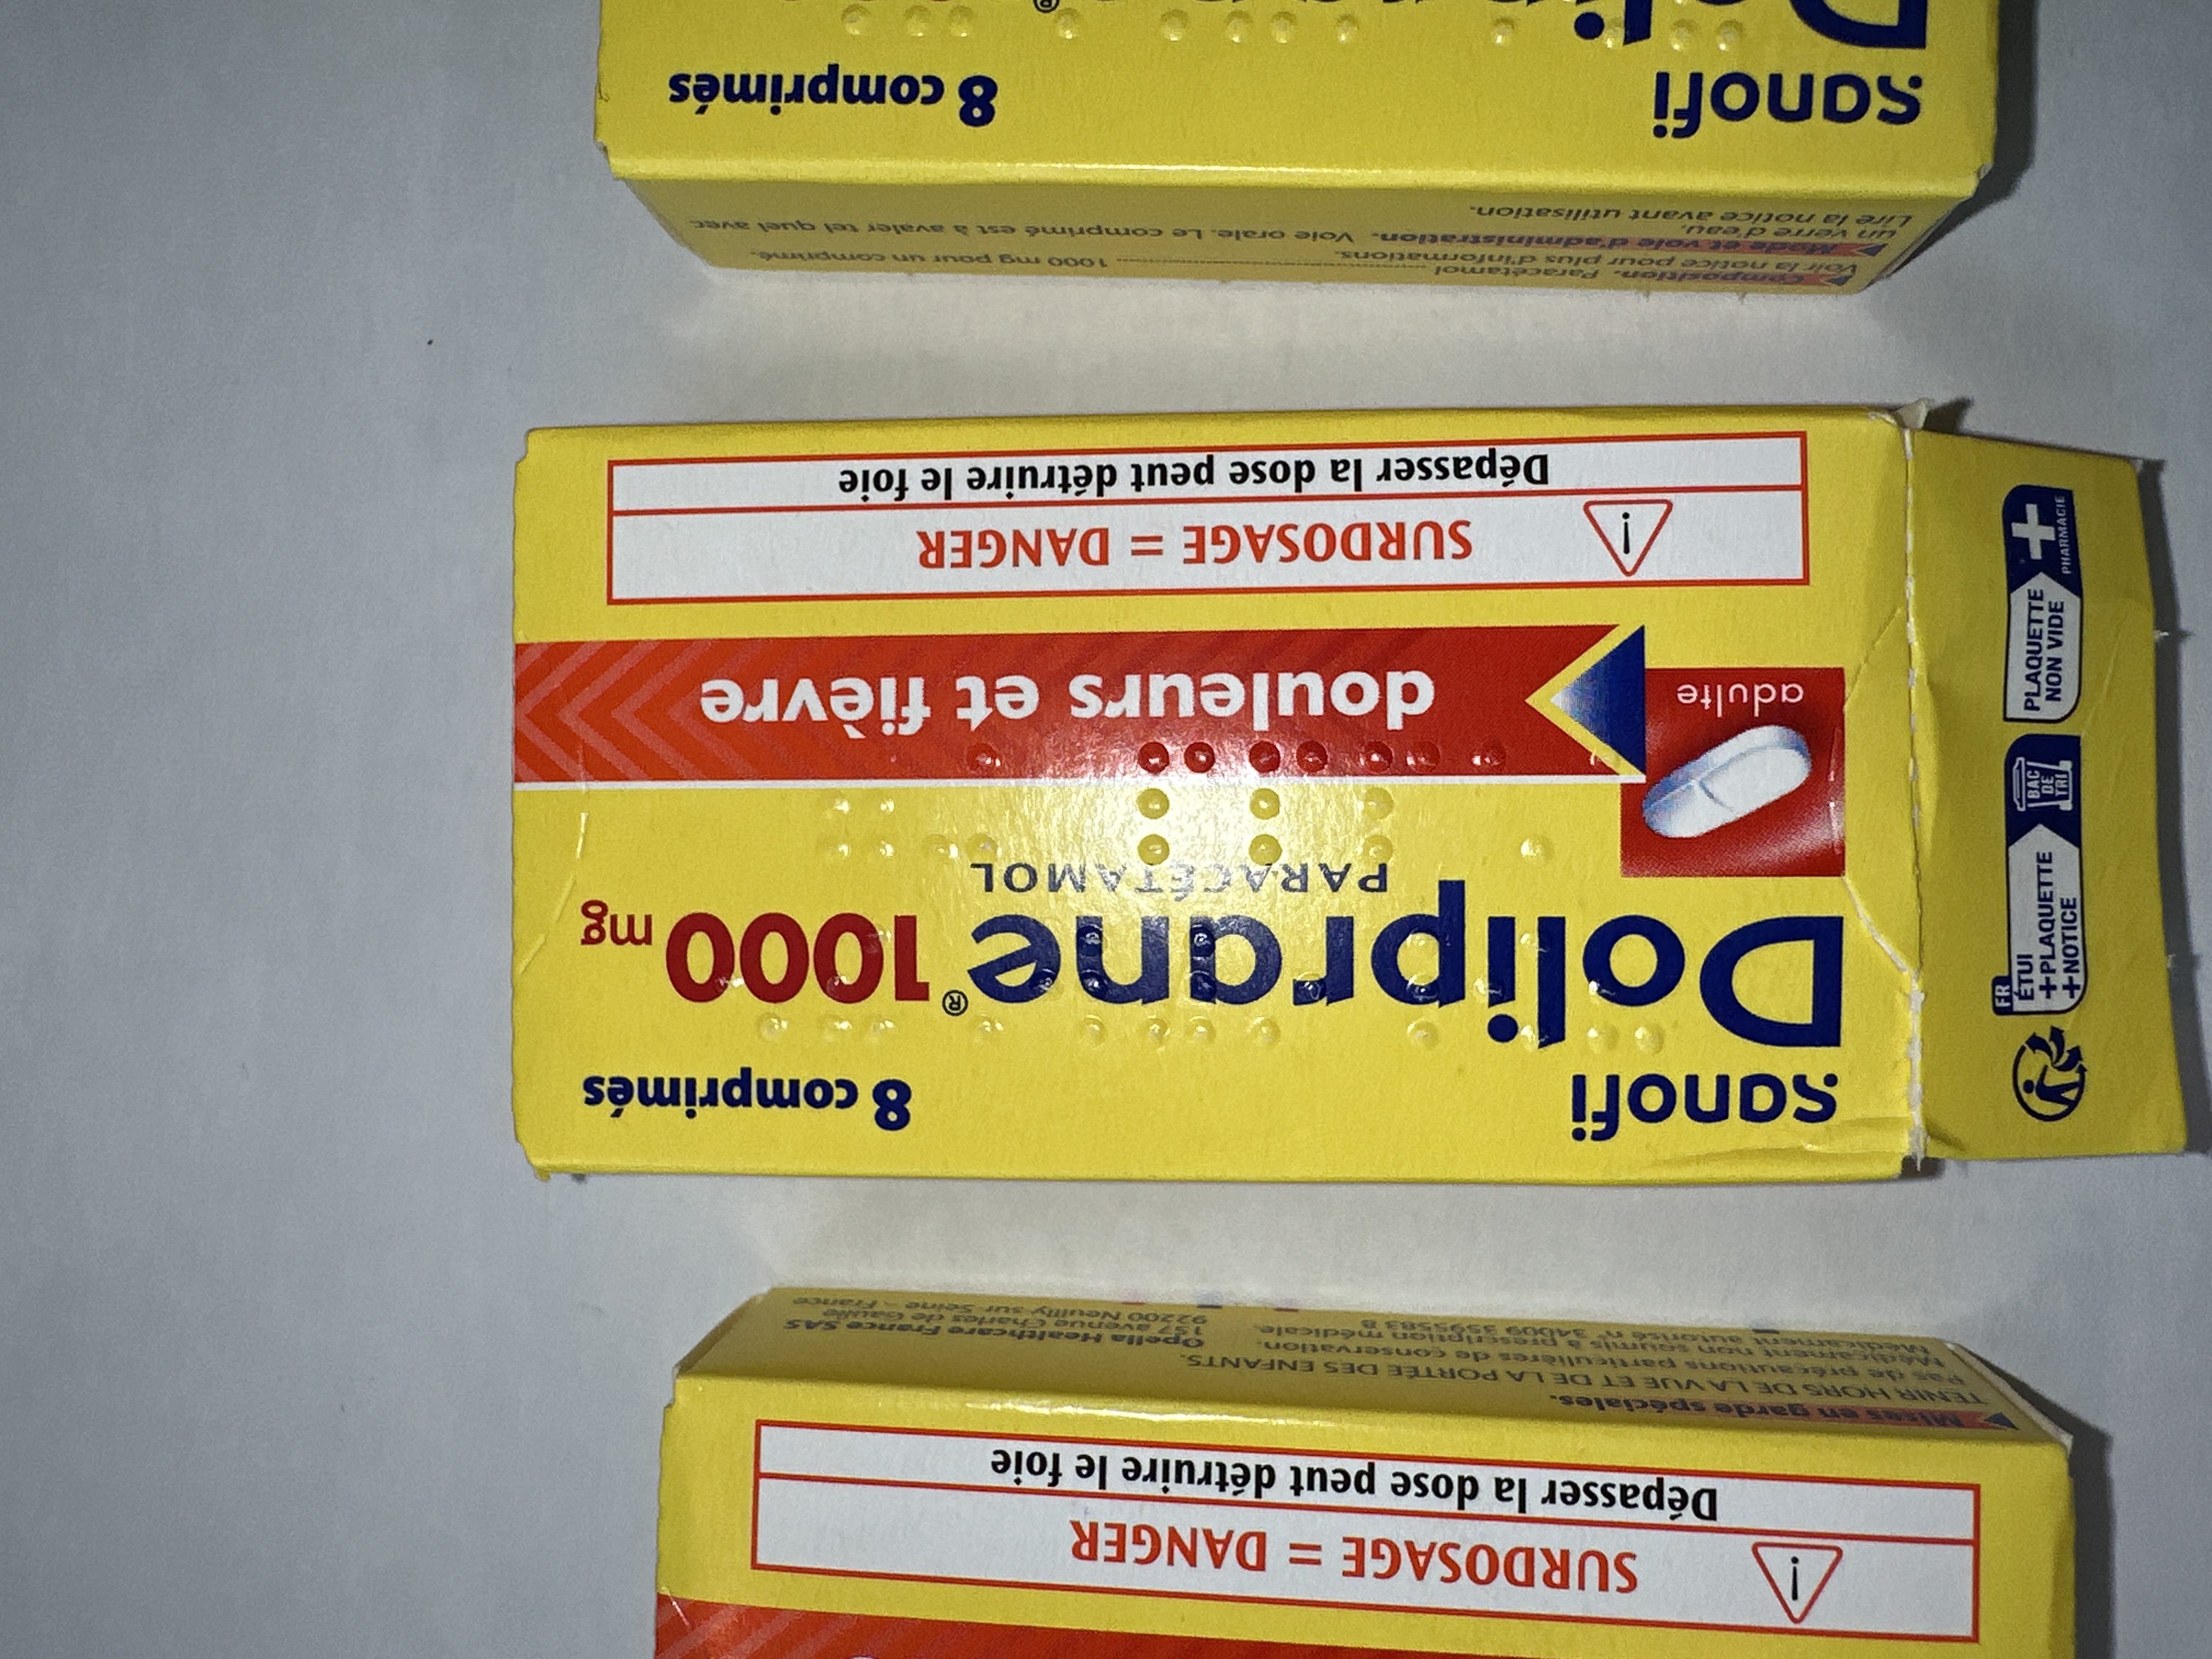 Mises en garde spéciales.
TENIR HORS DE LA VUE ET DE LA PORTÉE DES ENFANTS.
Pas de précautions particulières de conservation.
Médicament non soumis à prescription médicale.
Médicament autorisé n° 34009 3595583 8
Opella Healthcare France SAS
157 avenue Charles de Gaulle
92200 Neuilly-sur-Seine - France
SURDOSAGE = DANGER
Dépasser la dose peut détruire le foie
sanofi
8 comprimés
Doliprane® 1000 mg
PARACÉTAMOL
adulte
douleurs et fièvre
SURDOSAGE = DANGER
Dépasser la dose peut détruire le foie
FR
ÉTUI
+PLAQUETTE
+NOTICE
BAC
DE
TRI
PLAQUETTE
NON VIDE
PHARMACIE
Composition. Paracétamol 1000 mg pour un comprimé.
Voir la notice pour plus d'informations.
Mode et voie d'administration. Voie orale. Le comprimé est à avaler tel quel avec
un verre d'eau.
Lire la notice avant utilisation.
sanofi
8 comprimés